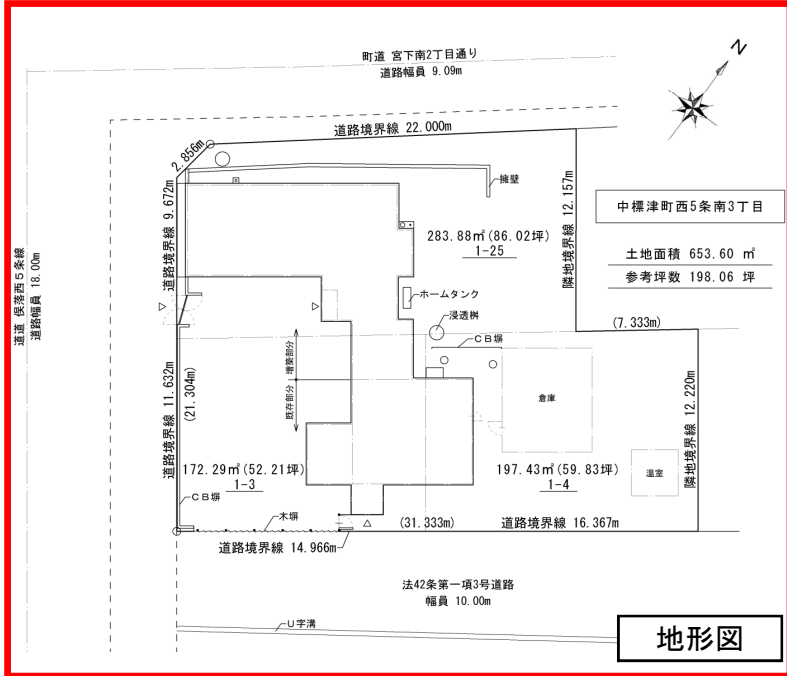 町道 宮下南2丁目通り
道路幅員 9.09m
N
道路境界線 22.000m
2.856m
擁壁
道路境界線 9.672m
隣地境界線 12.157m
中標津町西5条南3丁目
283.88㎡(86.02坪)
1-25
土地面積 653.60 ㎡
参考坪数 198.06 坪
道道 俣落西5条線
道路幅員 18.00m
ホームタンク
浸透桝
(7.333m)
CB塀
増築部分
既存部分
道路境界線 11.632m
(21.304m)
倉庫
隣地境界線 12.220m
172.29㎡(52.21坪)
1-3
197.43㎡(59.83坪)
1-4
温室
CB塀
木塀
(31.333m)
道路境界線 16.367m
道路境界線 14.966m
法42条第一項3号道路
幅員 10.00m
U字溝
地形図